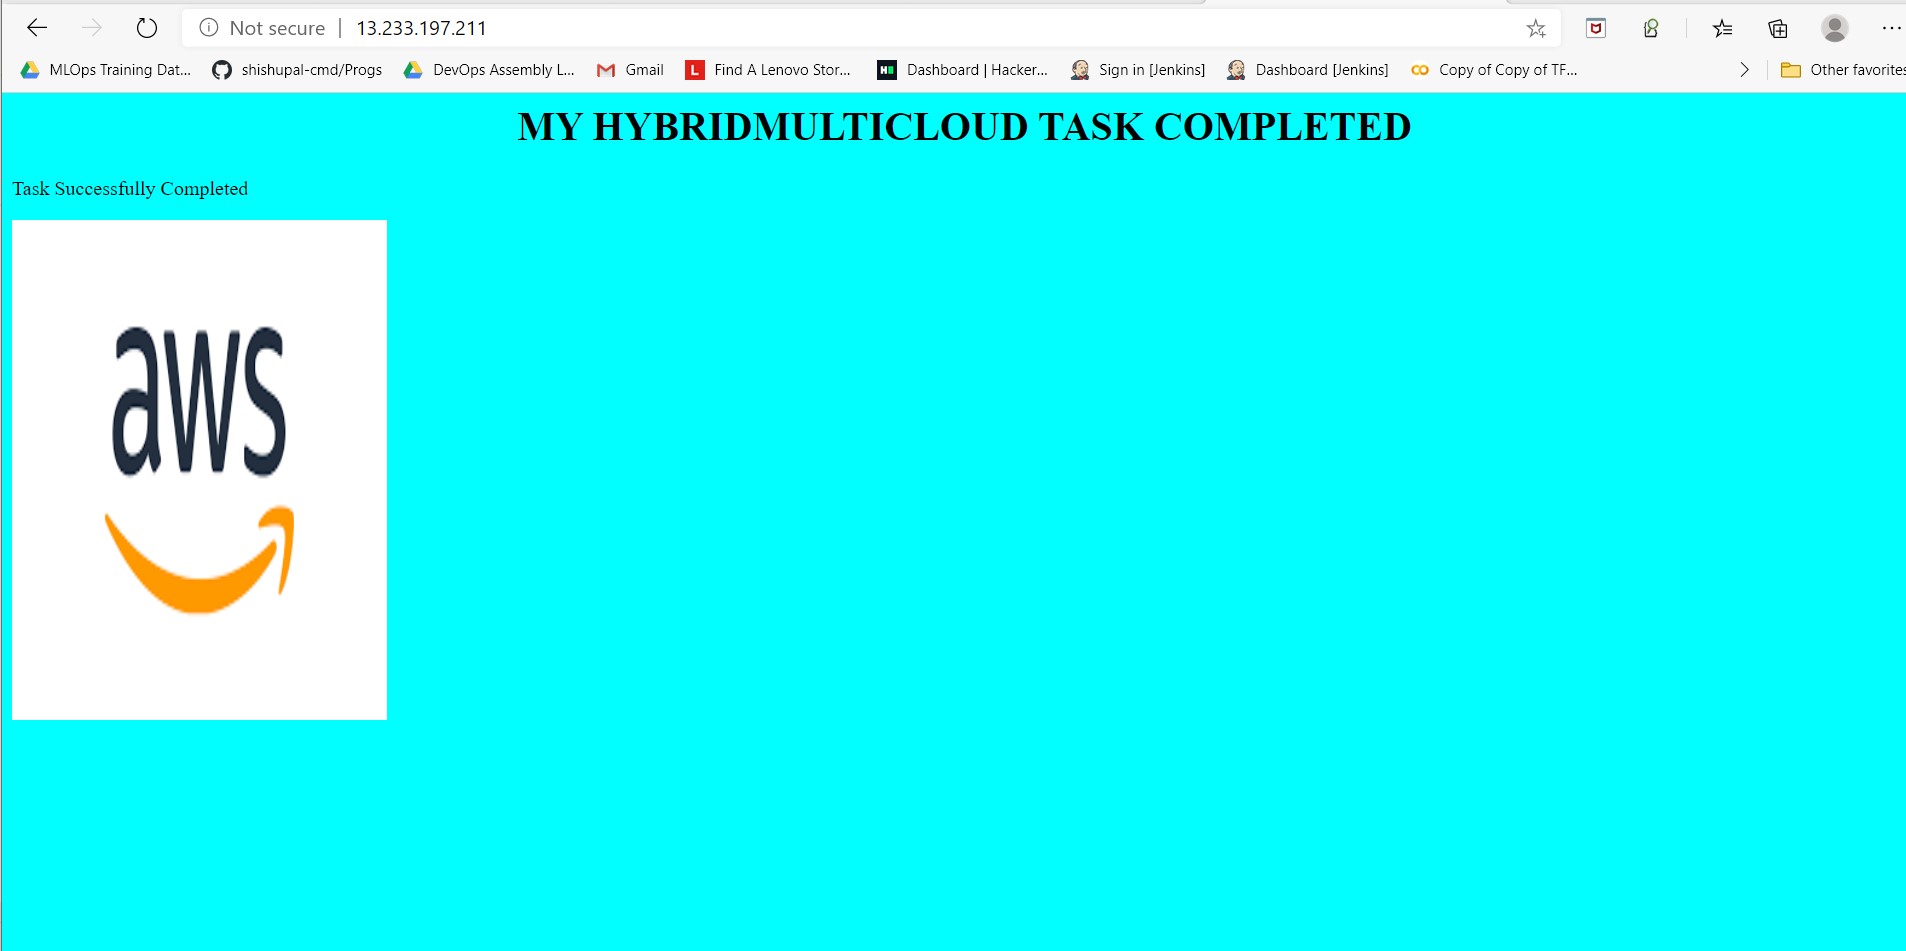 Not secure | 13.233.197.211
MLOps Training Dat... shishupal-cmd/Progs DevOps Assembly L... Gmail L Find A Lenovo Stor... H Dashboard | Hacker... Sign in [Jenkins] Dashboard [Jenkins] CO Copy of Copy of TF... Other favorites
MY HYBRIDMULTICLOUD TASK COMPLETED
Task Successfully Completed
aws